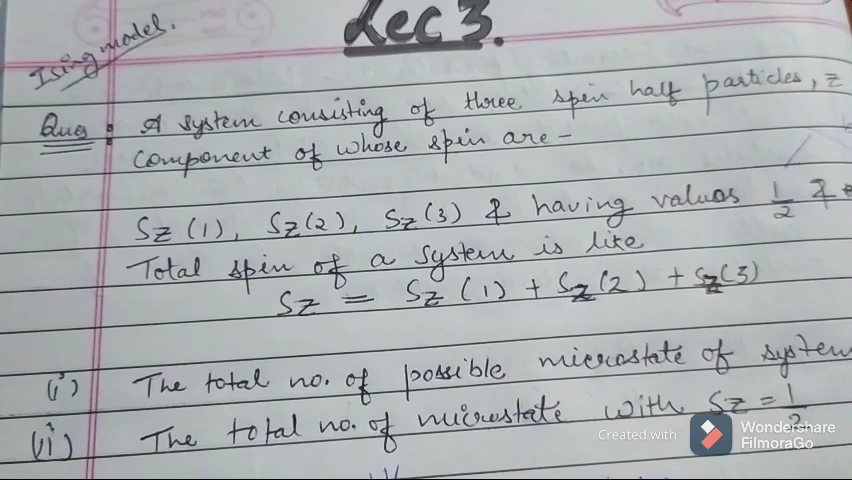 Lec 3.
Ising model.
Ques : A system consisting of three spin half particles, z
component of whose spin are -
Sz (1), Sz(2), Sz(3) & having values 1/2 &
Total spin of a system is like
Sz = Sz (1) + Sz (2) + Sz(3)
(i) The total no. of possible microstate of system
(ii) The total no. of microstate with Sz = 1/2
Created with Wondershare
FilmoraGo